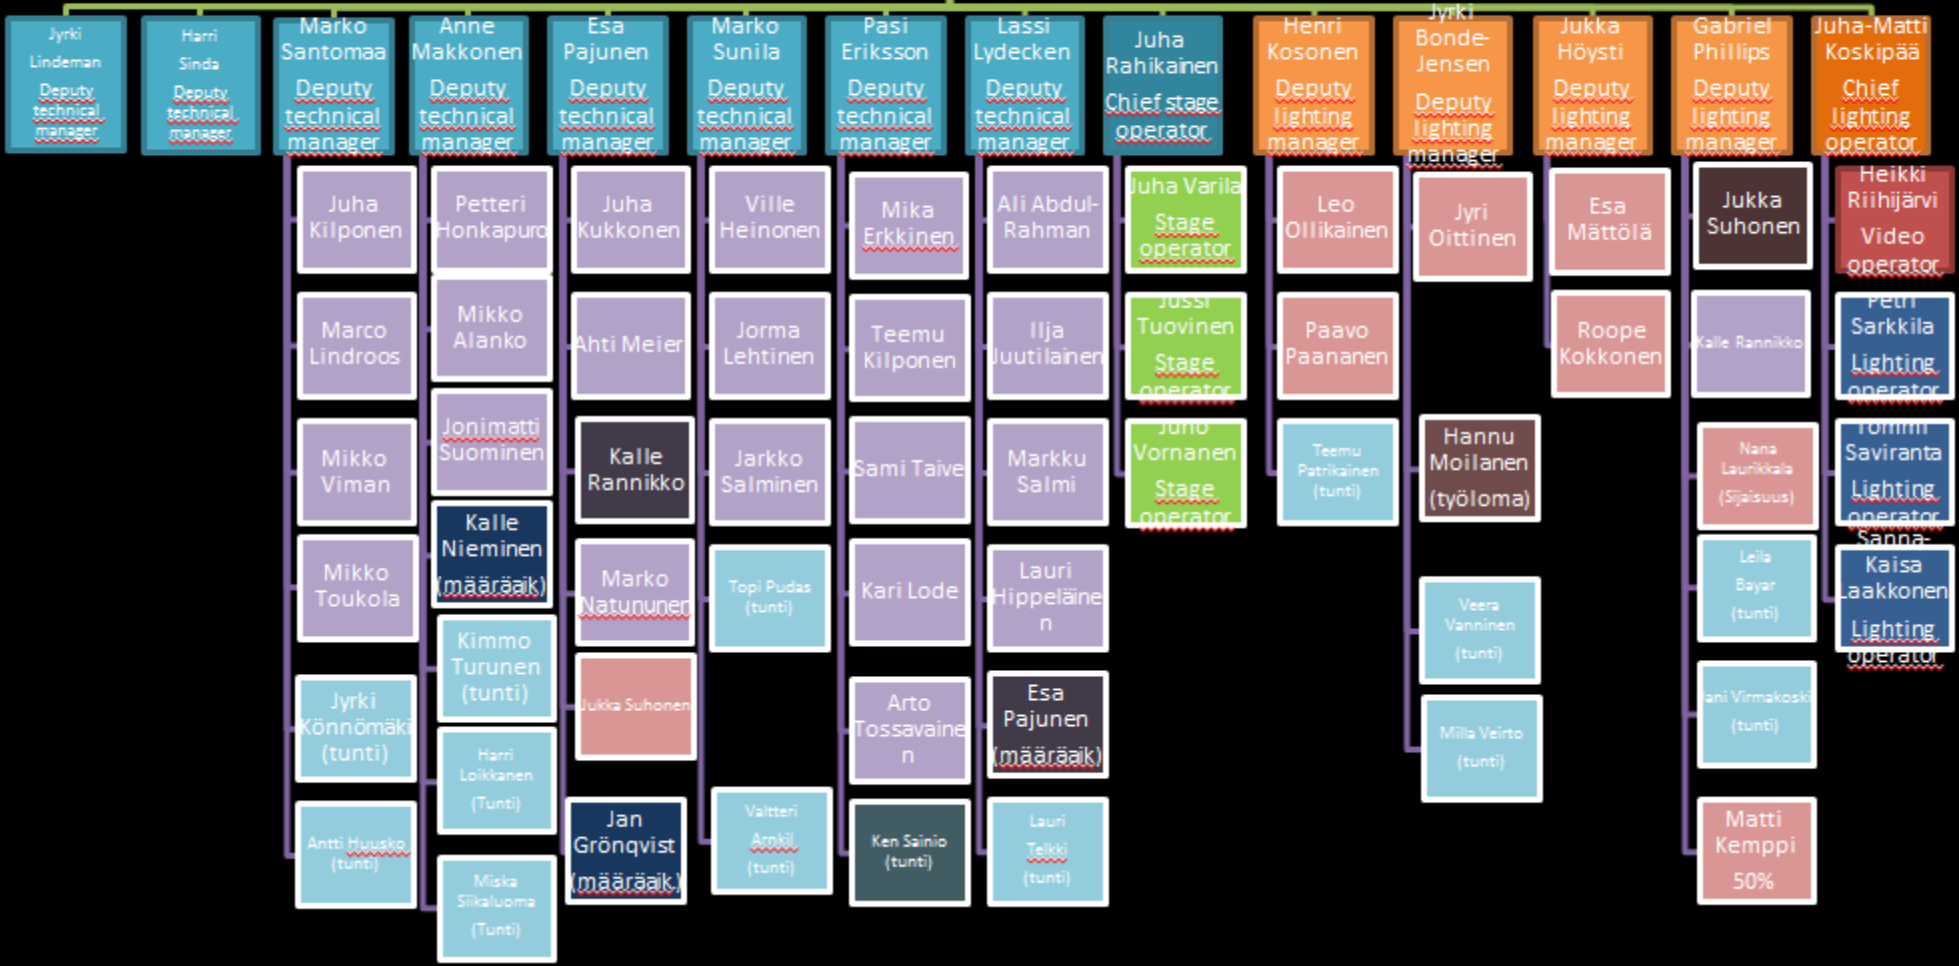 Jyrki
Lindeman
Deputy
technical
manager
Harri
Sinda
Deputy
technical
manager
Marko
Santomaa
Deputy
technical
manager
Anne
Makkonen
Deputy
technical
manager
Esa
Pajunen
Deputy
technical
manager
Marko
Sunila
Deputy
technical
manager
Pasi
Eriksson
Deputy
technical
manager
Lassi
Lydecken
Deputy
technical
manager
Juha
Rahikainen
Chief stage
operator
Henri
Kosonen
Deputy
lighting
manager
Jyrki
Bonde-
Jensen
Deputy
lighting
manager
Jukka
Höysti
Deputy
lighting
manager
Gabriel
Phillips
Deputy
lighting
manager
Juha-Matti
Koskipää
Chief
lighting
operator
Juha
Kilponen
Marco
Lindroos
Mikko
Viman
Mikko
Toukola
Jyrki
Könnömäki
(tunti)
Antti Huusko
(tunti)
Petteri
Honkapuro
Mikko
Alanko
Jonimatti
Suominen
Kalle
Nieminen
(määräaik)
Kimmo
Turunen
(tunti)
Harri
Loikkanen
(Tunti)
Miska
Siikaluoma
(Tunti)
Juha
Kukkonen
Ahti Meier
Kalle
Rannikko
Marko
Natununen
Jukka Suhonen
Jan
Grönqvist
(määräaik.)
Ville
Heinonen
Jorma
Lehtinen
Jarkko
Salminen
Topi Pudas
(tunti)
Valtteri
Arnkil
(tunti)
Mika
Erkkinen
Teemu
Kilponen
Sami Taive
Kari Lode
Arto
Tossavaine
n
Ken Sainio
(tunti)
Ali Abdul-
Rahman
Ilja
Juutilainen
Markku
Salmi
Lauri
Hippeläine
n
Esa
Pajunen
(määräaik)
Lauri
Telkki
(tunti)
Juha Varila
Stage
operator
Jussi
Tuovinen
Stage
operator
Juho
Vornanen
Stage
operator
Leo
Ollikainen
Paavo
Paananen
Teemu
Patrikainen
(tunti)
Jyri
Oittinen
Hannu
Moilanen
(työloma)
Veera
Vanninen
(tunti)
Milla Veirto
(tunti)
Esa
Mättölä
Roope
Kokkonen
Jukka
Suhonen
Kalle Rannikko
Nana
Laurikkala
(Sijaisuus)
Leila
Bayar
(tunti)
Jani Virmakoski
(tunti)
Matti
Kemppi
50%
Heikki
Riihijärvi
Video
operator
Petri
Sarkkila
Lighting
operator
Tommi
Saviranta
Lighting
operator
Sanna-
Kaisa
Laakkonen
Lighting
operator